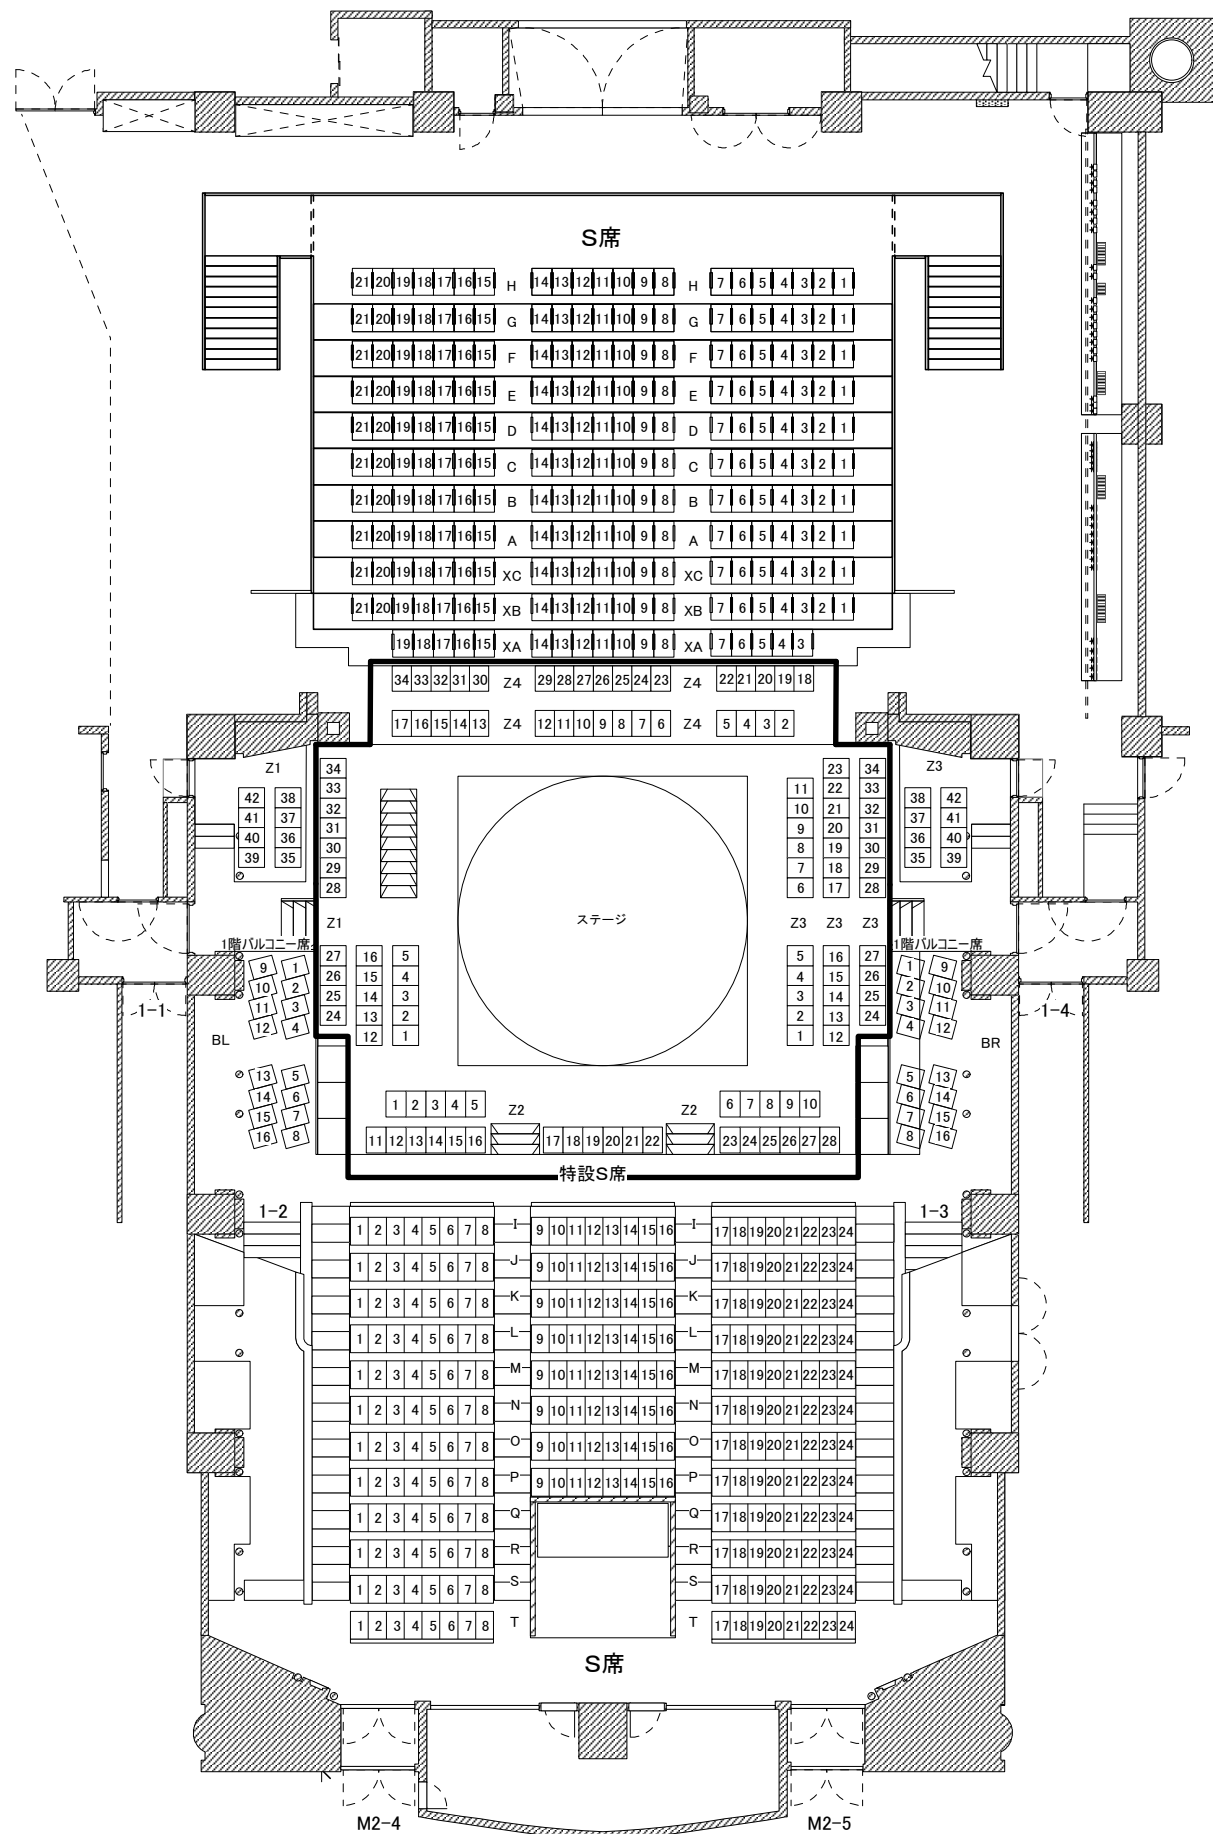 S席
21 20 19 18 17 16 15 H 14 13 12 11 10 9 8 H 7 6 5 4 3 2 1
21 20 19 18 17 16 15 G 14 13 12 11 10 9 8 G 7 6 5 4 3 2 1
21 20 19 18 17 16 15 F 14 13 12 11 10 9 8 F 7 6 5 4 3 2 1
21 20 19 18 17 16 15 E 14 13 12 11 10 9 8 E 7 6 5 4 3 2 1
21 20 19 18 17 16 15 D 14 13 12 11 10 9 8 D 7 6 5 4 3 2 1
21 20 19 18 17 16 15 C 14 13 12 11 10 9 8 C 7 6 5 4 3 2 1
21 20 19 18 17 16 15 B 14 13 12 11 10 9 8 B 7 6 5 4 3 2 1
21 20 19 18 17 16 15 A 14 13 12 11 10 9 8 A 7 6 5 4 3 2 1
21 20 19 18 17 16 15 XC 14 13 12 11 10 9 8 XC 7 6 5 4 3 2 1
21 20 19 18 17 16 15 XB 14 13 12 11 10 9 8 XB 7 6 5 4 3 2 1
19 18 17 16 15 XA 14 13 12 11 10 9 8 XA 7 6 5 4 3
34 33 32 31 30 Z4 29 28 27 26 25 24 23 Z4 22 21 20 19 18
17 16 15 14 13 Z4 12 11 10 9 8 7 6 Z4 5 4 3 2
Z1 Z3
34 23 34
42 38 33 11 22 33 38 42
41 37 32 10 21 32 37 41
40 36 31 9 20 31 36 40
39 35 30 8 19 30 35 39
29 7 18 29
28 6 17 28
ステージ
Z1 Z3 Z3 Z3
1階バルコニー席 1階バルコニー席
9 1 27 16 5 5 16 27 1 9
10 2 26 15 4 4 15 26 2 10
11 3 25 14 3 3 14 25 3 11
12 4 24 13 2 2 13 24 4 12
12 1 1 12
1-1 1-4
BL BR
13 5 5 13
14 6 6 14
15 7 7 15
16 8 8 16
1 2 3 4 5 Z2 Z2 6 7 8 9 10
11 12 13 14 15 16 17 18 19 20 21 22 23 24 25 26 27 28
特設S席
1-2 1-3
1 2 3 4 5 6 7 8 I 9 10 11 12 13 14 15 16 I 17 18 19 20 21 22 23 24
1 2 3 4 5 6 7 8 J 9 10 11 12 13 14 15 16 J 17 18 19 20 21 22 23 24
1 2 3 4 5 6 7 8 K 9 10 11 12 13 14 15 16 K 17 18 19 20 21 22 23 24
1 2 3 4 5 6 7 8 L 9 10 11 12 13 14 15 16 L 17 18 19 20 21 22 23 24
1 2 3 4 5 6 7 8 M 9 10 11 12 13 14 15 16 M 17 18 19 20 21 22 23 24
1 2 3 4 5 6 7 8 N 9 10 11 12 13 14 15 16 N 17 18 19 20 21 22 23 24
1 2 3 4 5 6 7 8 O 9 10 11 12 13 14 15 16 O 17 18 19 20 21 22 23 24
1 2 3 4 5 6 7 8 P 9 10 11 12 13 14 15 16 P 17 18 19 20 21 22 23 24
1 2 3 4 5 6 7 8 Q Q 17 18 19 20 21 22 23 24
1 2 3 4 5 6 7 8 R R 17 18 19 20 21 22 23 24
1 2 3 4 5 6 7 8 S S 17 18 19 20 21 22 23 24
1 2 3 4 5 6 7 8 T T 17 18 19 20 21 22 23 24
S席
M2-4 M2-5